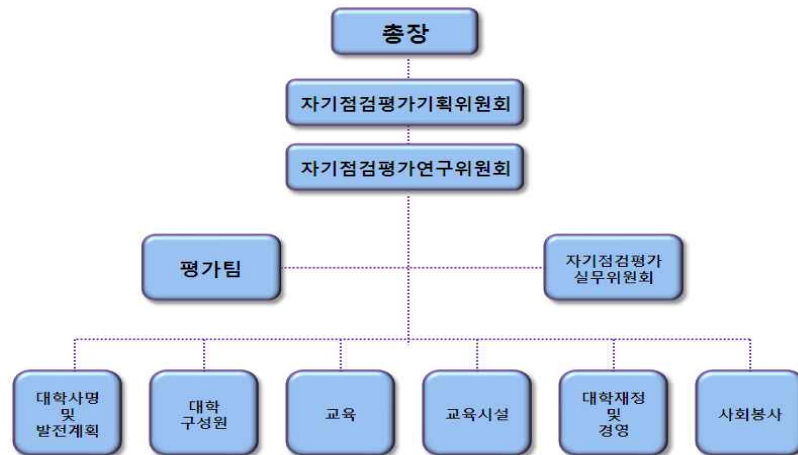 총장
자기점검평가기획위원회
자기점검평가연구위원회
평가팀
자기점검평가
실무위원회
대학사명
및
발전계획
대학
구성원
교육
교육시설
대학재정
및
경영
사회봉사